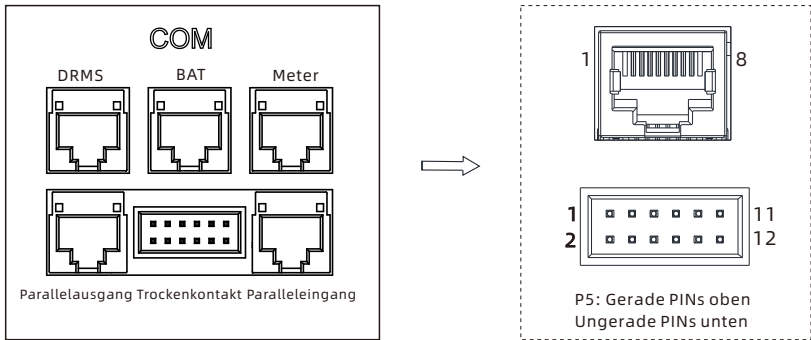 COM
DRMS BAT Meter
Parallelausgang Trockenkontakt Paralleleingang
1 8
1 11
2 12
P5: Gerade PINs oben
Ungerade PINs unten